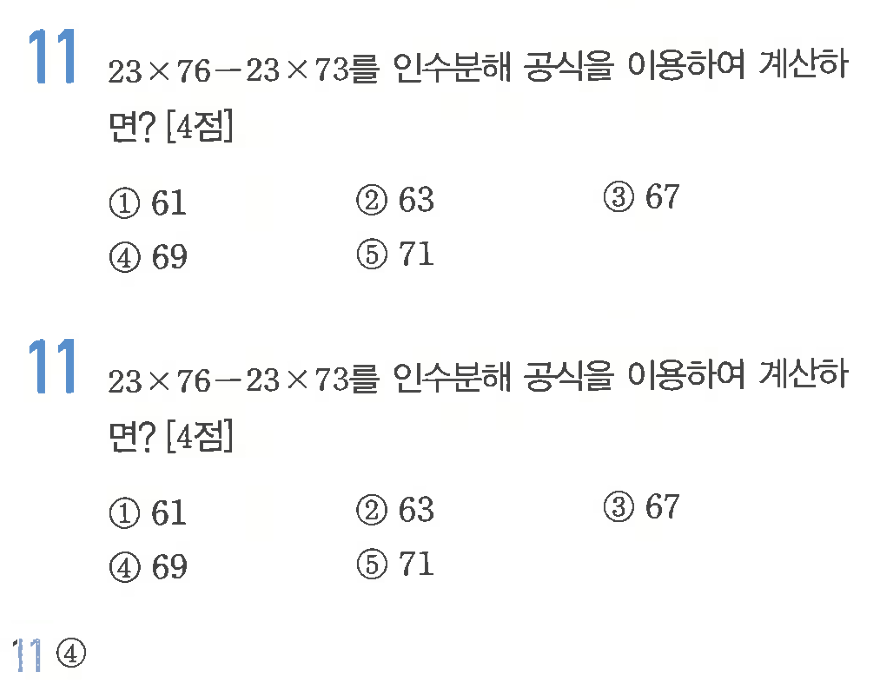 11 23×76-23×73를 인수분해 공식을 이용하여 계산하
면? [4점]
① 61 ② 63 ③ 67
④ 69 ⑤ 71
11 23×76-23×73를 인수분해 공식을 이용하여 계산하
면? [4점]
① 61 ② 63 ③ 67
④ 69 ⑤ 71
11 ④